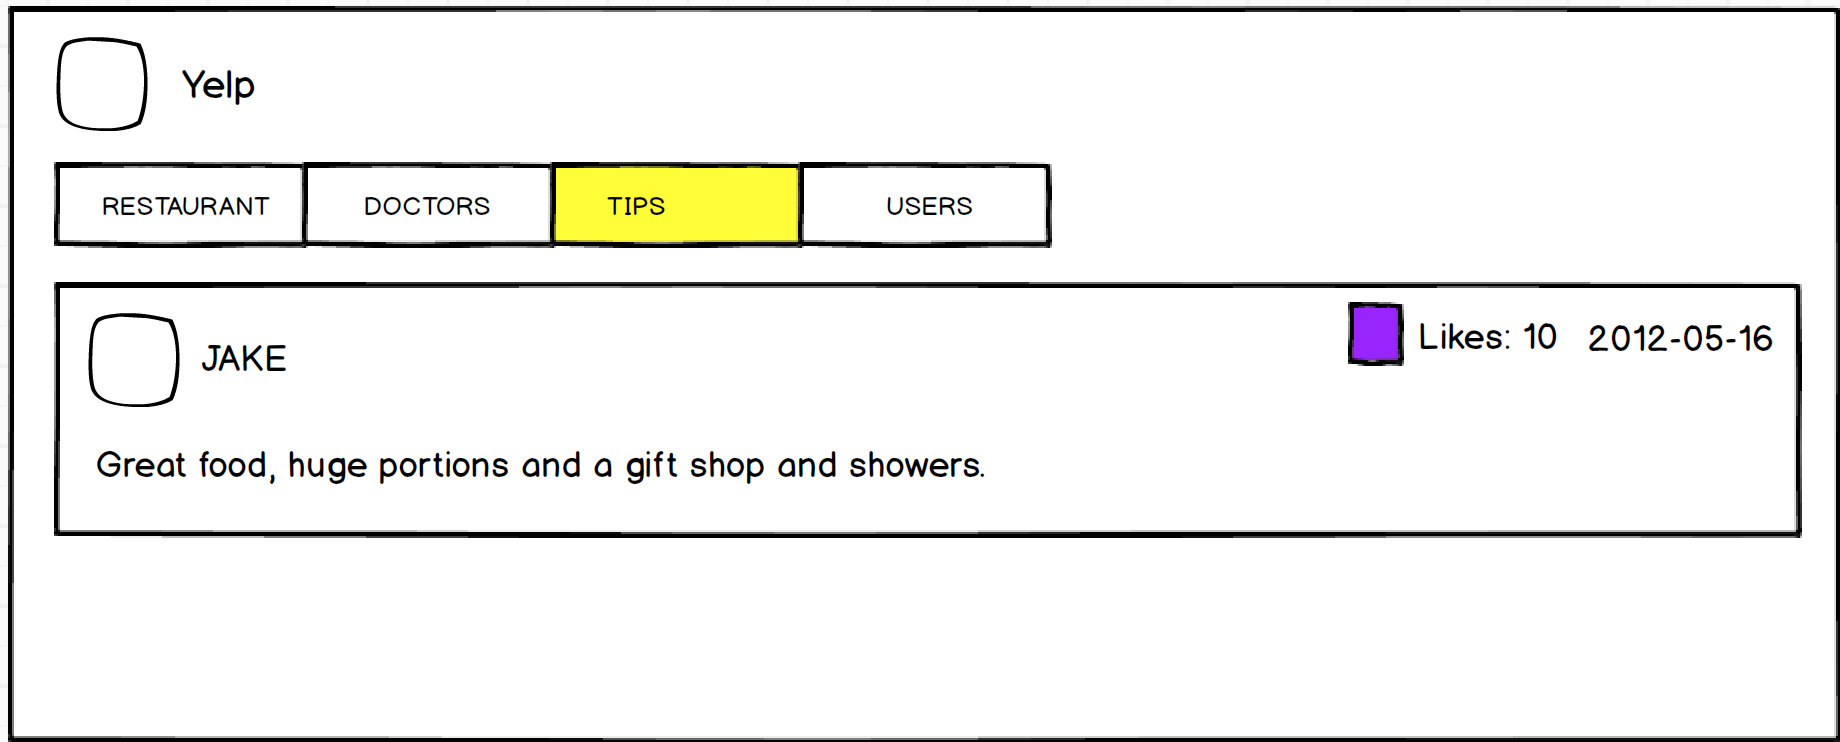 Yelp
RESTAURANT DOCTORS TIPS USERS
JAKE Likes: 10 2012-05-16
Great food, huge portions and a gift shop and showers.